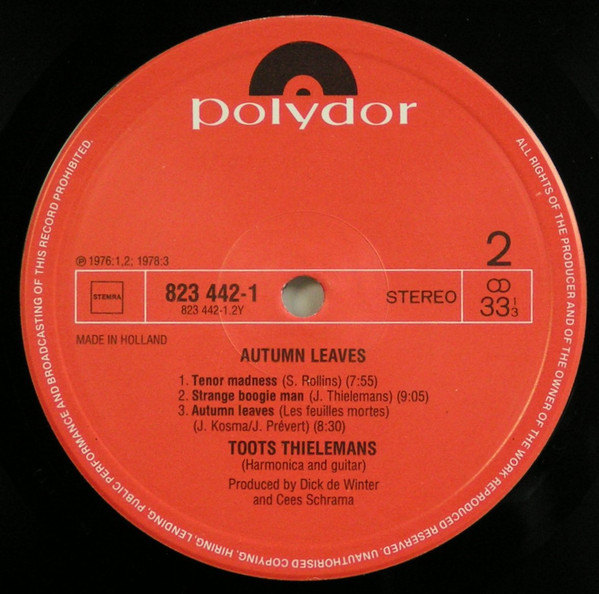 polydor
2
℗ 1976:1,2; 1978:3
STEMRA
823 442-1
823 442-1.2Y
STEREO
33 1/3
MADE IN HOLLAND
AUTUMN LEAVES
1. Tenor madness (S. Rollins) (7:55)
2. Strange boogie man (J. Thielemans) (9:05)
3. Autumn leaves (Les feuilles mortes)
(J. Kosma/J. Prévert) (8:30)
TOOTS THIELEMANS
(Harmonica and guitar)
Produced by Dick de Winter
and Cees Schrama
ALL RIGHTS OF THE PRODUCER AND OF THE OWNER OF THE WORK REPRODUCED RESERVED. UNAUTHORISED COPYING, HIRING, LENDING, PUBLIC PERFORMANCE AND BROADCASTING OF THIS RECORD PROHIBITED.